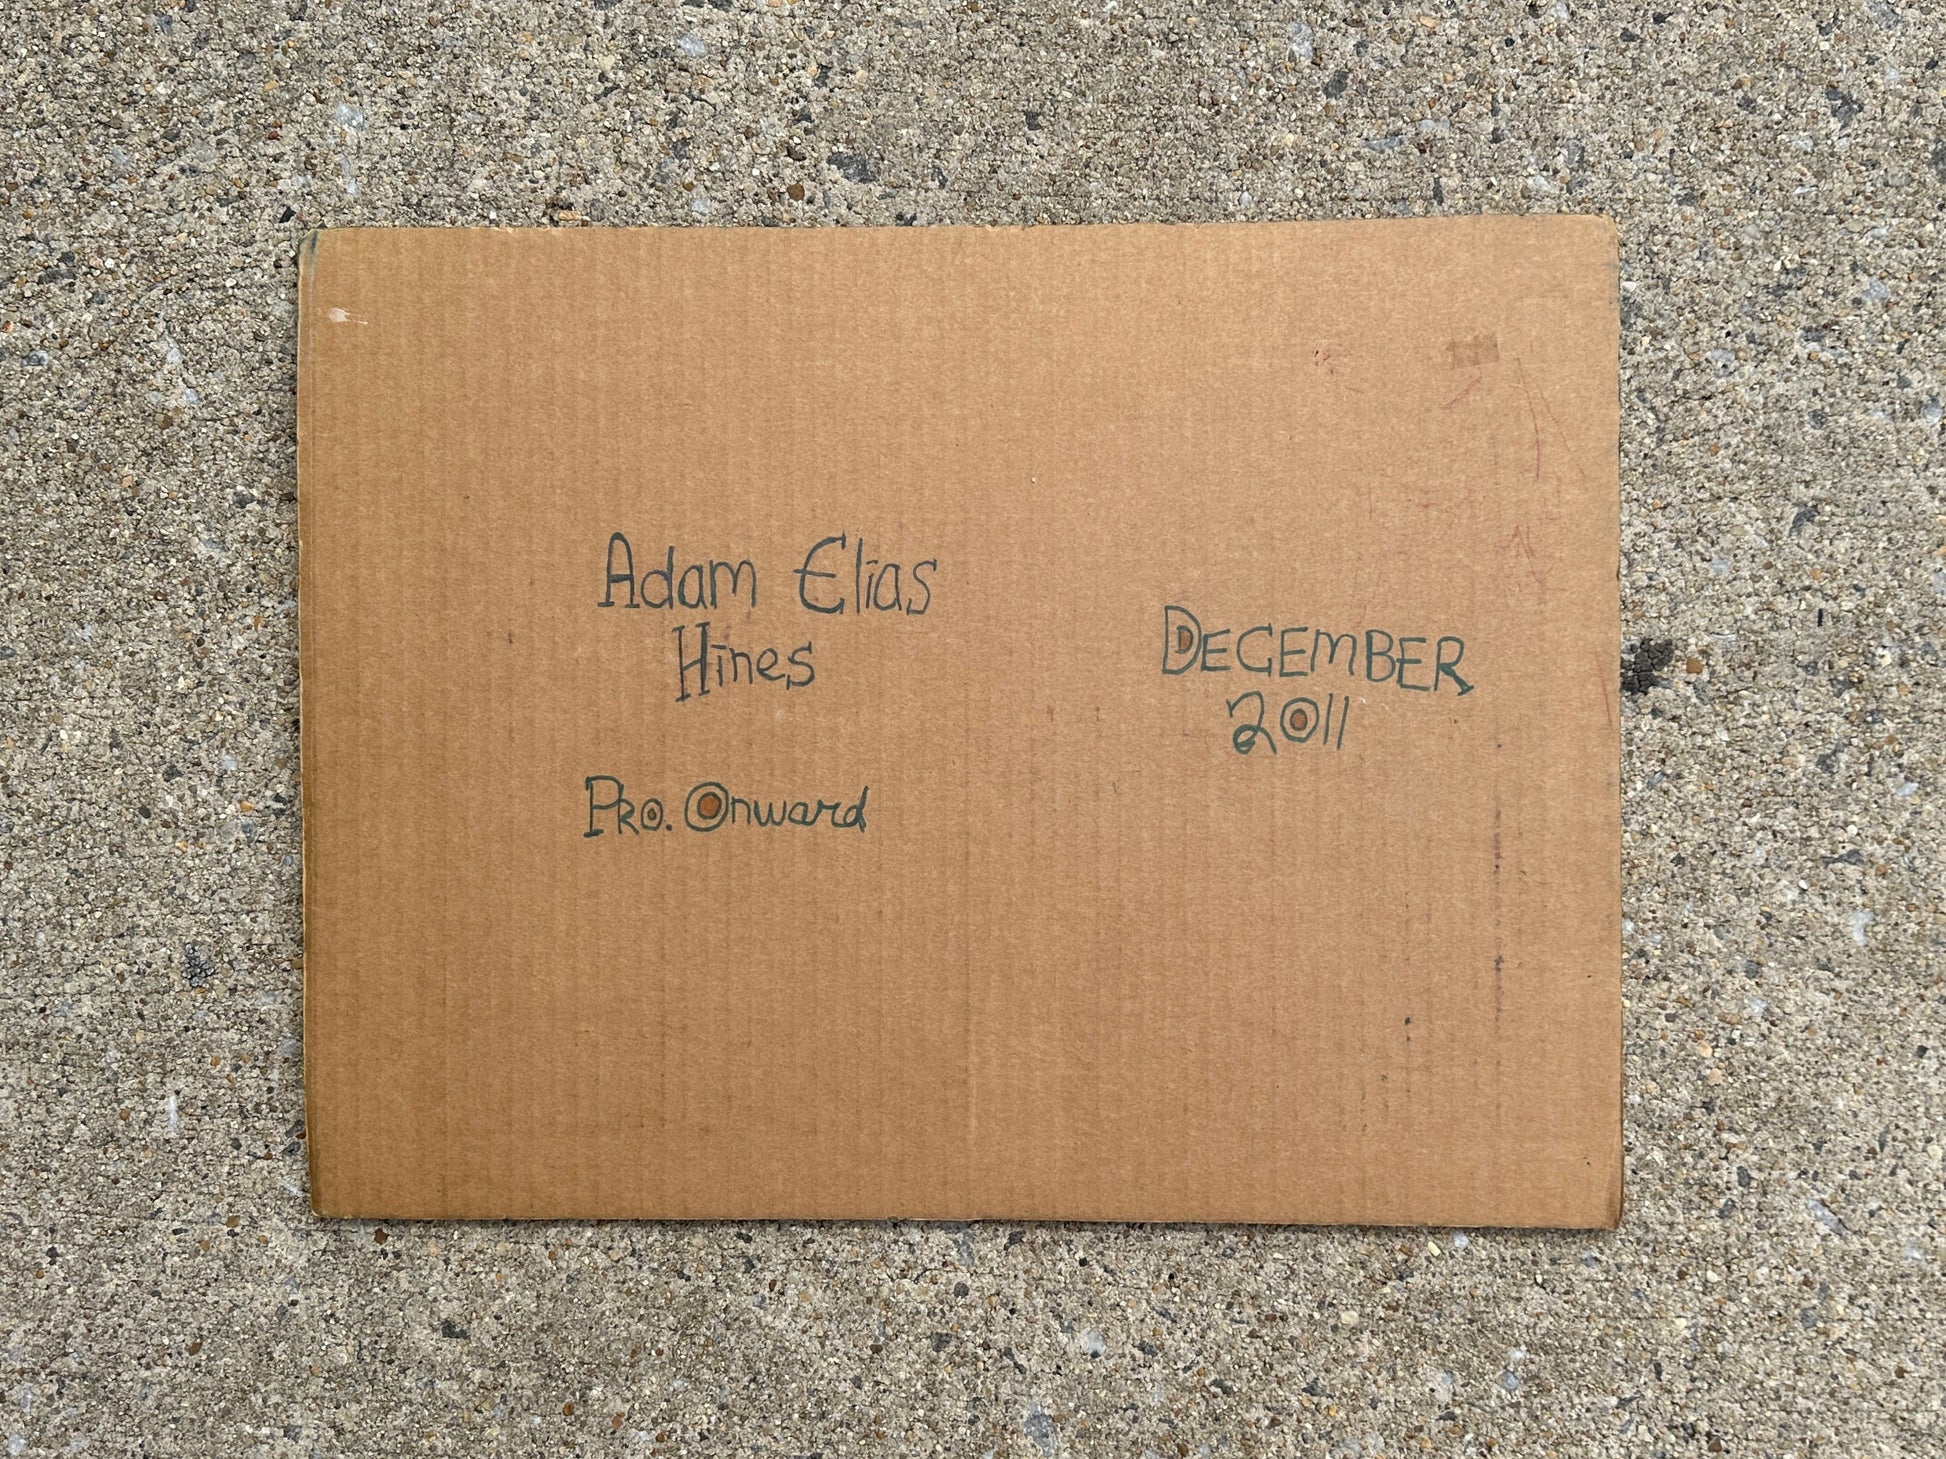 Adam Elias
Hines
Pro. Onward
DECEMBER
2011